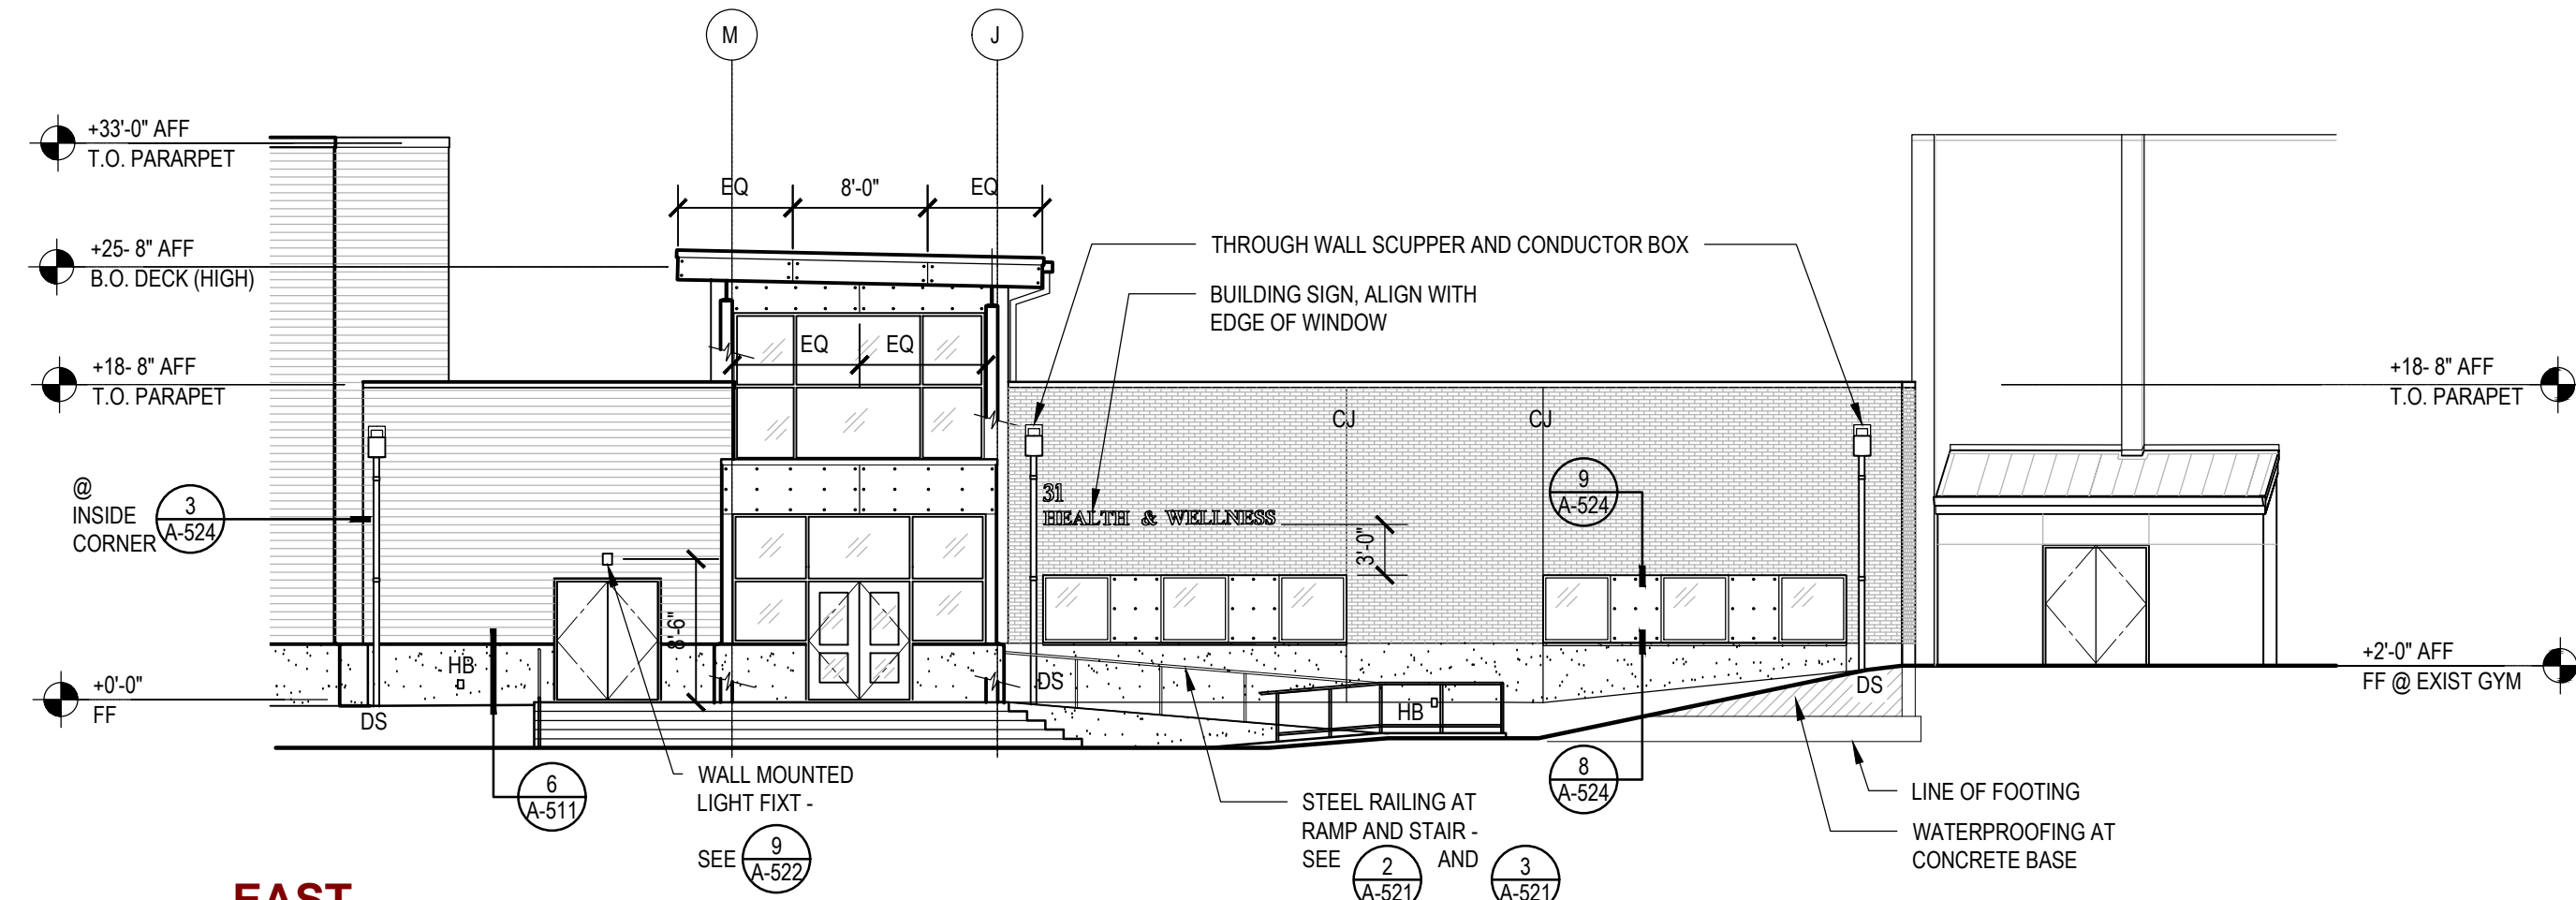 M
J
+33'-0" AFF
T.O. PARARPET
EQ
8'-0"
EQ
+25- 8" AFF
B.O. DECK (HIGH)
THROUGH WALL SCUPPER AND CONDUCTOR BOX
BUILDING SIGN, ALIGN WITH
EDGE OF WINDOW
EQ
EQ
+18- 8" AFF
T.O. PARAPET
+18- 8" AFF
T.O. PARAPET
CJ
CJ
@
INSIDE
CORNER
3
A-524
31
HEALTH & WELLNESS
9
A-524
3'-0"
8'-6"
HB
+0'-0"
FF
DS
DS
HB
DS
+2'-0" AFF
FF @ EXIST GYM
6
A-511
WALL MOUNTED
LIGHT FIXT -
SEE
9
A-522
STEEL RAILING AT
RAMP AND STAIR -
SEE
2
A-521
AND
3
A-521
8
A-524
LINE OF FOOTING
WATERPROOFING AT
CONCRETE BASE
EAST